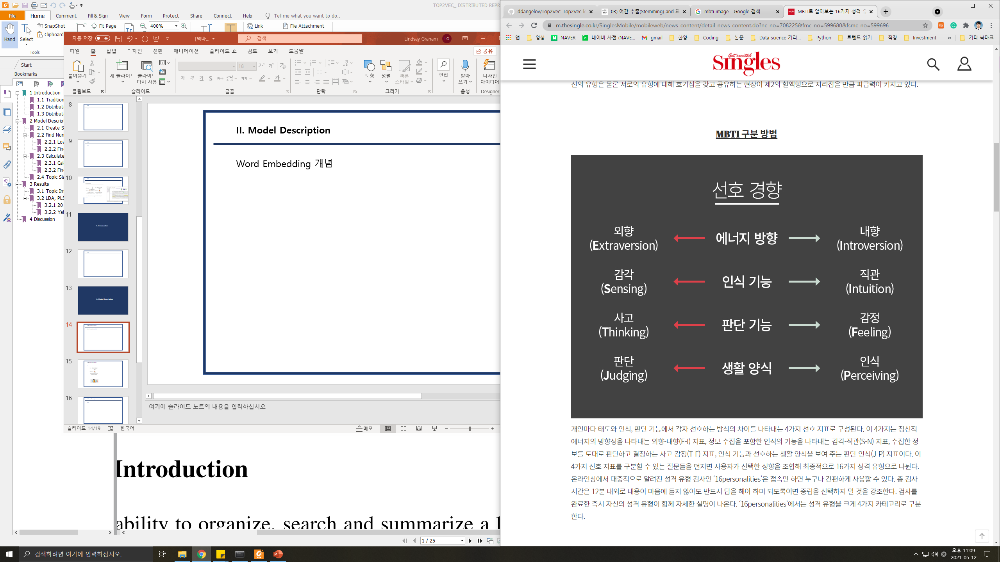 TOP2VEC_ DISTRIBUTED REPR
File Home Comment Fill & Sign View Form Protect Share Connect Help Tell me what you want to do..
Hand
Select
SnapShot
Clipboard
Fit Page
400%
Link
File Attachment
Tools
Start
Bookmarks
1 Introduction
1.1 Tradition
1.2 Distribut
1.3 Distribut
2 Model Descrip
2.1 Create S
2.2 Find Nun
2.2.1 Lov
2.2.2 Fin
2.3 Calculate
2.3.1 Cal
2.3.2 Fin
2.4 Topic Siz
3 Results
3.1 Topic In
3.2 LDA, PLS
3.2.1 20
3.2.2 Yal
4 Discussion
자동 저장 끔 [텍마... 검색 Lindsay Graham LG
파일 홈 삽입 디자인 전환 애니메이션 슬라이드 쇼 검토 보기 도움말 공유
붙여넣기
새 슬라이드
슬라이드
다시 사용
18
도형
정렬
빠른
스타일
편집
받아
쓰기
디자인
아이디어
클립보드 슬라이드 글꼴 단락 그리기 음성 Designer
8
9
10
11
II. Introduction
12
13
II. Model Description
14
15
16
II. Model Description
Word Embedding 개념
여기에 슬라이드 노트의 내용을 입력하십시오
슬라이드 14/19 한국어 메모
Introduction
ability to organize, search and summarize a l
1 / 25
ddangelov/Top2Vec: Top2Vec le
03) 어간 추출(Stemming) and 표
mbti image - Google 검색
MBTI로 알아보는 16가지 성격 유
m.thesingle.co.kr/SinglesMobile/mobileweb/news_content/detail_news_content.do?nc_no=708225&fmc_no=599680&fsmc_no=599696
앱 영상 NAVER 네이버 사전 (NAVE... gmail 한양 Coding 논문 Data science 커리... Python 트렌드 읽기 직장 Investment » 기타 북마크
Get excited
Singles
신의 유형은 물론 서로의 유형에 대해 호기심을 갖고 공유하는 현상이 제2의 혈액형으로 자리잡을 만큼 파급력이 커지고 있다.
MBTI 구분 방법
선호 경향
외향
(Extraversion)
에너지 방향
내향
(Introversion)
감각
(Sensing)
인식 기능
직관
(Intuition)
사고
(Thinking)
판단 기능
감정
(Feeling)
판단
(Judging)
생활 양식
인식
(Perceiving)
개인마다 태도와 인식, 판단 기능에서 각자 선호하는 방식의 차이를 나타내는 4가지 선호 지표로 구성된다. 이 4가지는 정신적
에너지의 방향성을 나타내는 외향-내향(E-I) 지표, 정보 수집을 포함한 인식의 기능을 나타내는 감각-직관(S-N) 지표, 수집한 정
보를 토대로 판단하고 결정하는 사고-감정(T-F) 지표, 인식 기능과 선호하는 생활 양식을 보여 주는 판단-인식(J-P) 지표이다. 이
4가지 선호 지표를 구분할 수 있는 질문들을 던지면 사용자가 선택한 성향을 조합해 최종적으로 16가지 성격 유형으로 나뉜다.
온라인상에서 대중적으로 알려진 성격 유형 검사인 ‘16personalities’은 접속만 하면 누구나 간편하게 사용할 수 있다. 총 검사
시간은 12분 내외로 내용이 마음에 들지 않아도 반드시 답을 해야 하며 되도록이면 중립을 선택하지 말 것을 강조한다. 검사를
완료한 즉시 자신의 성격 유형이 함께 자세한 설명이 나온다. ‘16personalities’에서는 성격 유형을 크게 4가지 카테고리로 구분
한다.
검색하려면 여기에 입력하십시오.
오후 11:09
2021-05-12